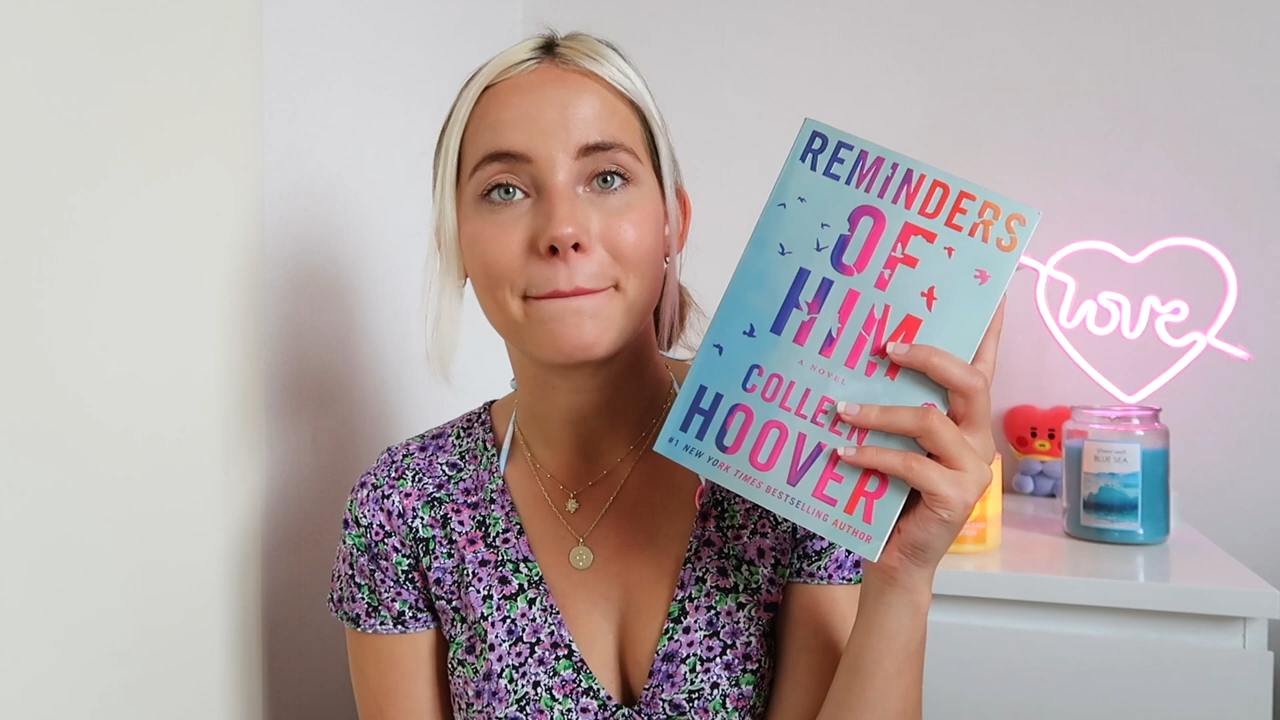 REMINDERS
OF
HIM
A NOVEL
COLLEEN
HOOVER
#1 NEW YORK TIMES BESTSELLING AUTHOR
love
BLUE SEA